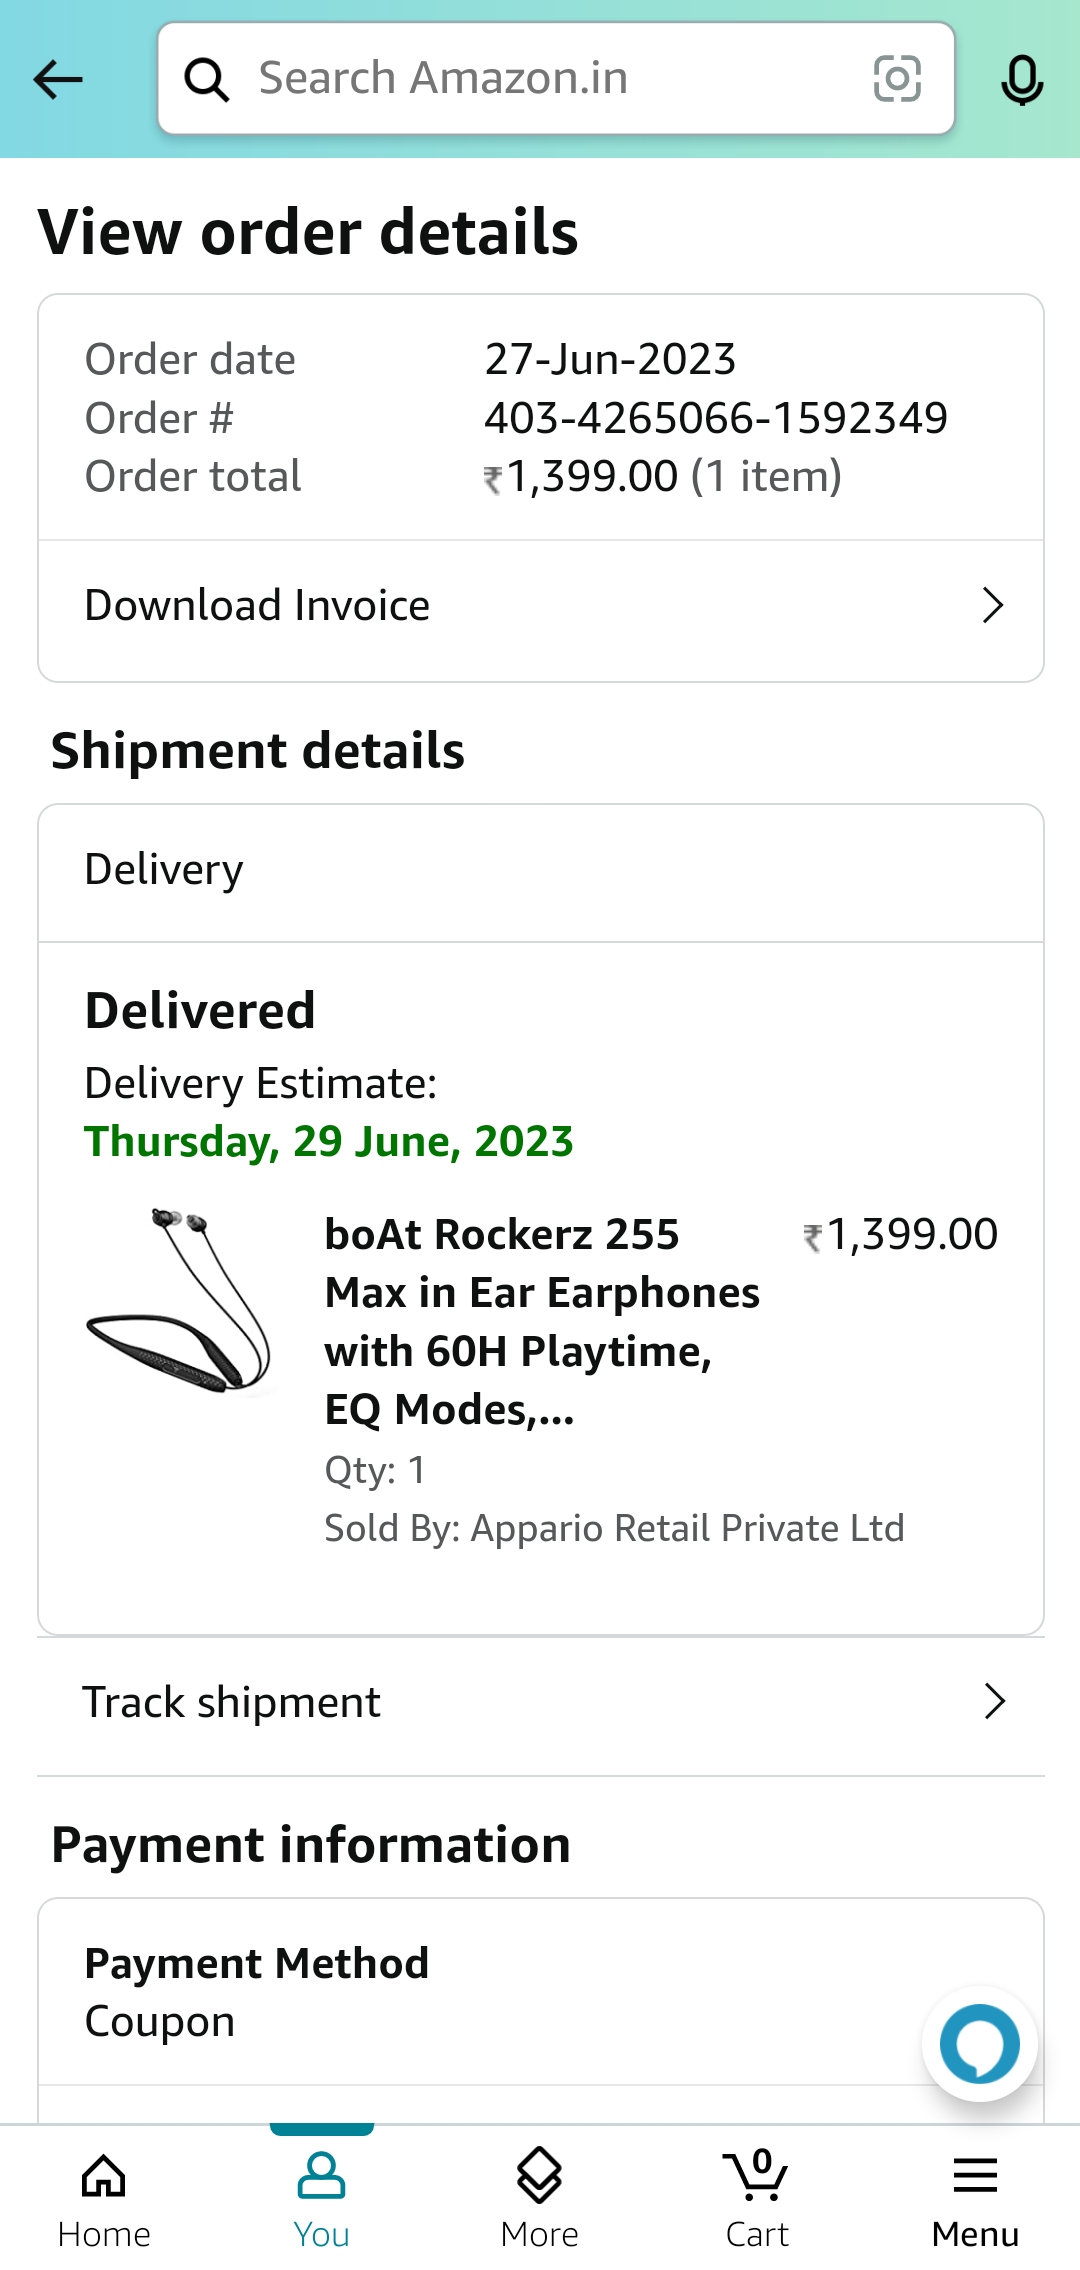 Search Amazon.in
View order details
Order date 27-Jun-2023
Order # 403-4265066-1592349
Order total ₹1,399.00 (1 item)
Download Invoice
Shipment details
Delivery
Delivered
Delivery Estimate:
Thursday, 29 June, 2023
boAt Rockerz 255 ₹1,399.00
Max in Ear Earphones
with 60H Playtime,
EQ Modes,...
Qty: 1
Sold By: Appario Retail Private Ltd
Track shipment
Payment information
Payment Method
Coupon
0
Home You More Cart Menu